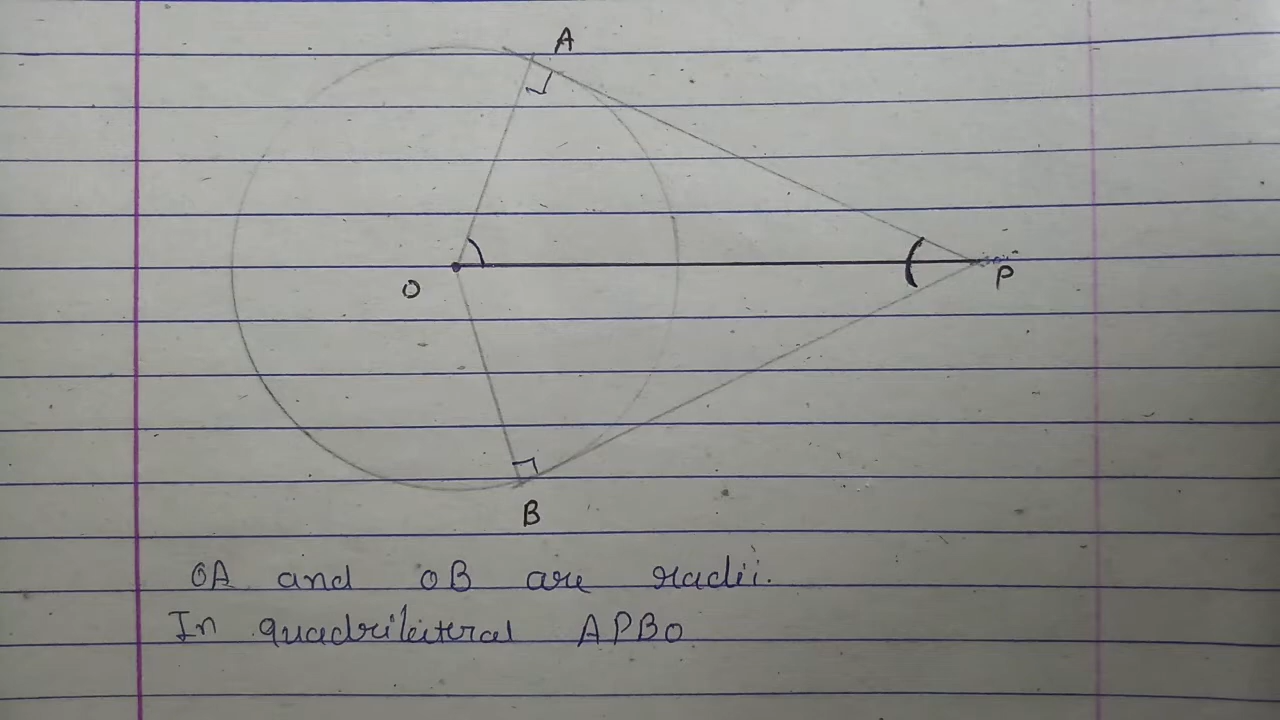 A
O
P
B
OA and OB are radii.
In quadrilateral APBO